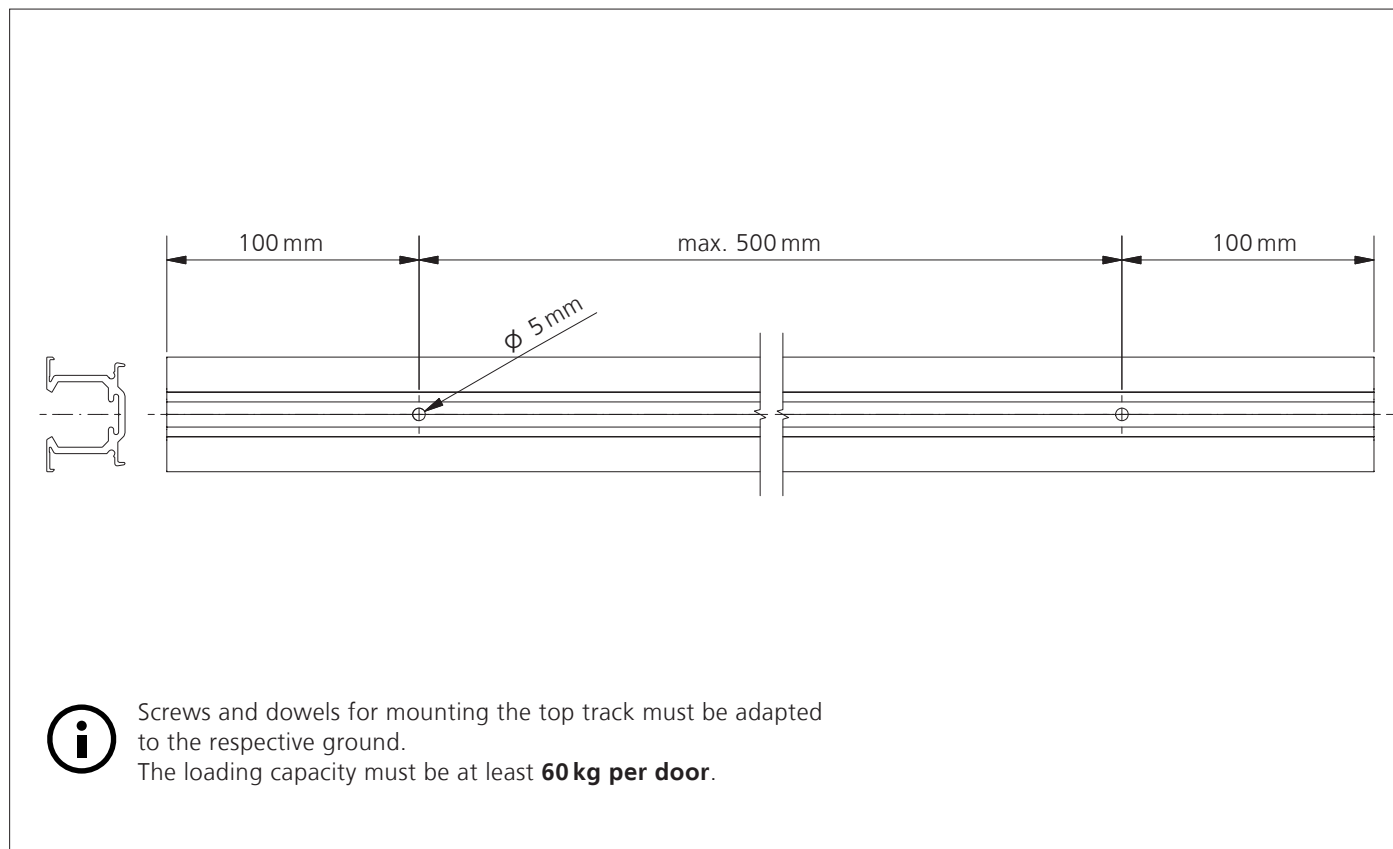 100 mm
max. 500 mm
100 mm
ϕ 5 mm
Screws and dowels for mounting the top track must be adapted
to the respective ground.
The loading capacity must be at least 60 kg per door.